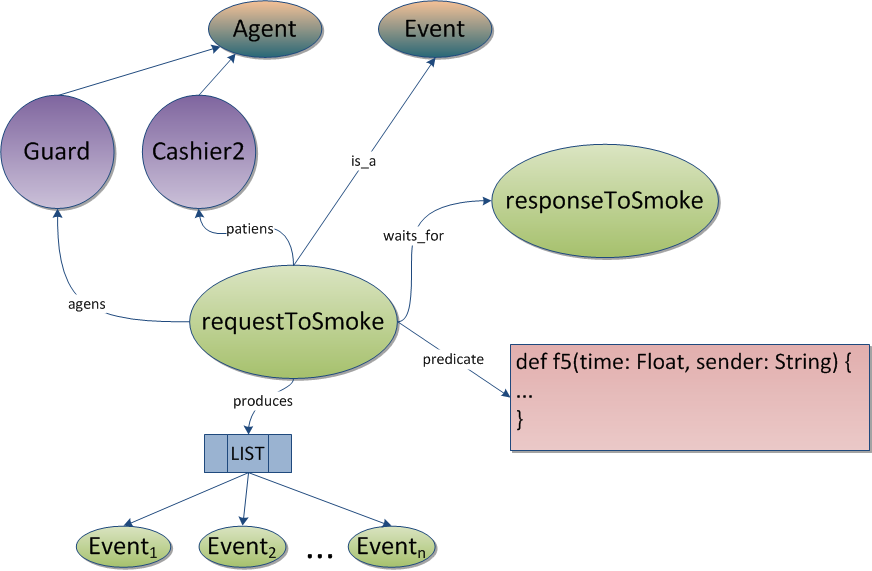 Agent
Event
Guard
Cashier2
is_a
responseToSmoke
patiens
waits_for
agens
requestToSmoke
predicate
def f5(time: Float, sender: String) {
...
}
produces
LIST
Event₁
Event₂
...
Eventₙ